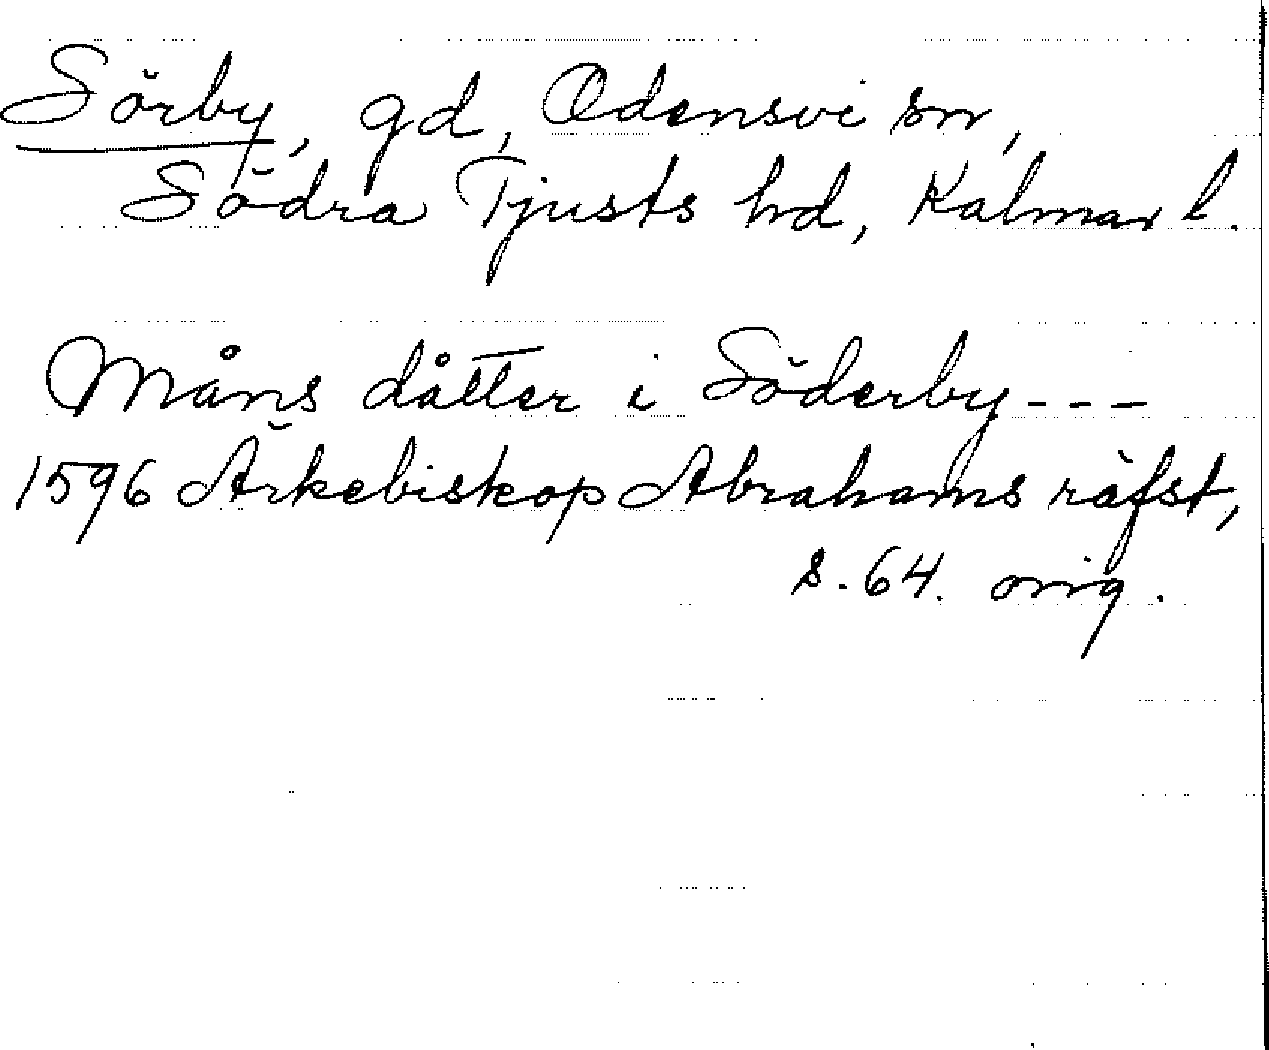 Sörby, gd, Odensvi sn,
Södra Tjusts hd, Kalmar l.
Måns dåtter i Söderby - - -
1596 Ärkebiskop Abrahams räfst,
s. 64. orig.